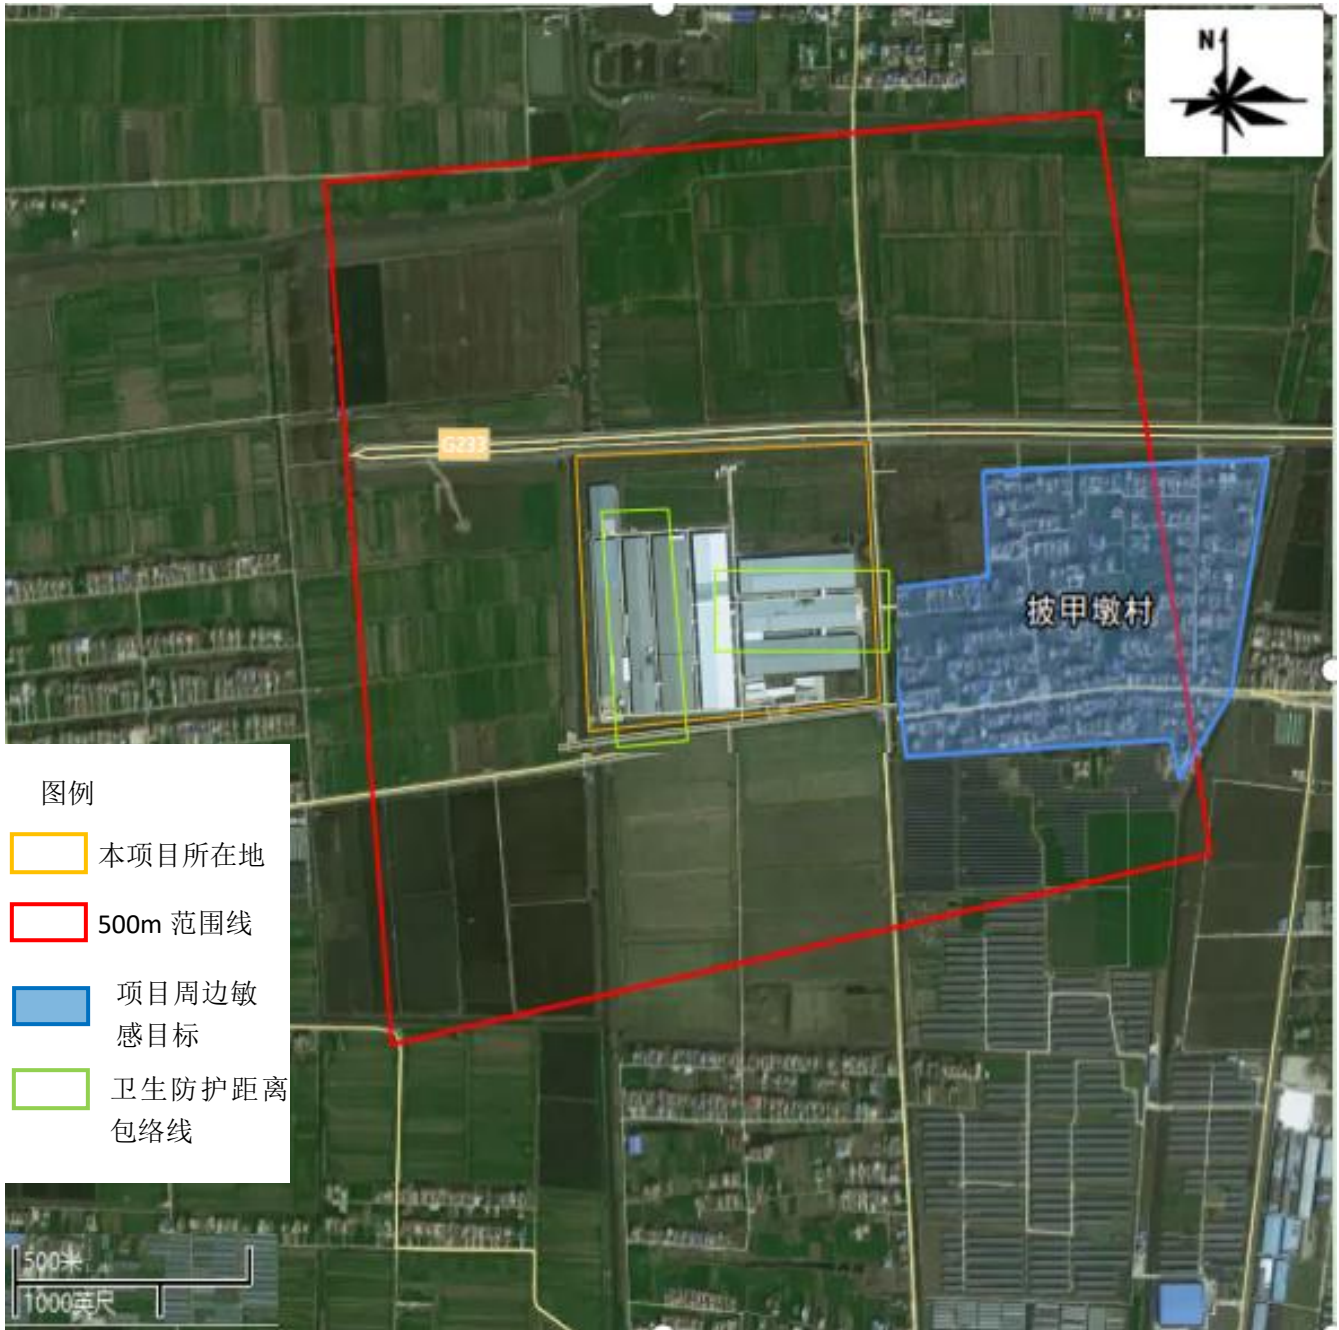 N
G233
披甲墩村
图例
本项目所在地
500m 范围线
项目周边敏
感目标
卫生防护距离
包络线
500米
1000英尺